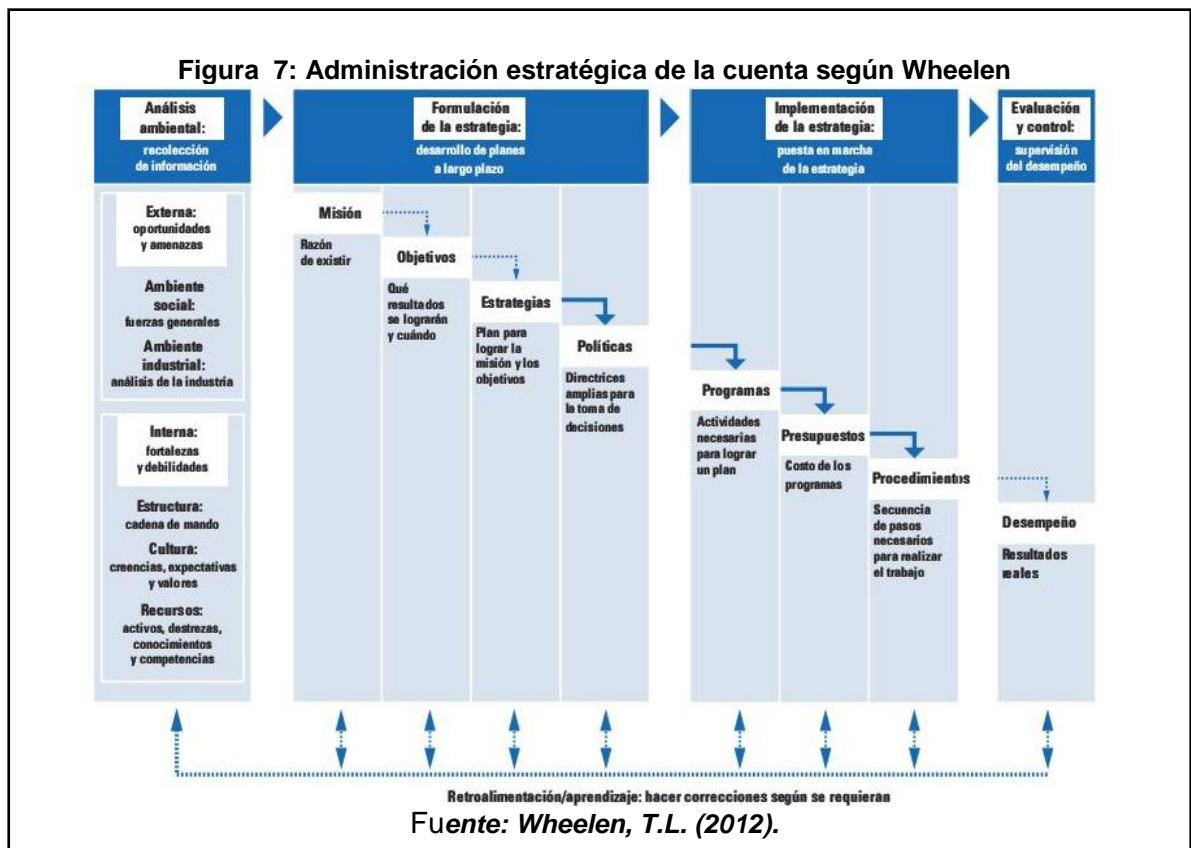 Figura 7: Administración estratégica de la cuenta según Wheelen
Análisis
ambiental:
recolección
de información
Formulación
de la estrategia:
desarrollo de planes
a largo plazo
Implementación
de la estrategia:
puesta en marcha
de la estrategia
Evaluación
y control:
supervisión
del desempeño
Externa:
oportunidades
y amenazas
Ambiente
social:
fuerzas generales
Ambiente
industrial:
análisis de la industria
Interna:
fortalezas
y debilidades
Estructura:
cadena de mando
Cultura:
creencias, expectativas
y valores
Recursos:
activos, destrezas,
conocimientos
y competencias
Misión
Razón
de existir
Objetivos
Qué
resultados
se lograrán
y cuándo
Estrategias
Plan para
lograr la
misión y los
objetivos
Políticas
Directrices
amplias para
la toma de
decisiones
Programas
Actividades
necesarias
para lograr
un plan
Presupuestos
Costo de los
programas
Procedimientos
Secuencia
de pasos
necesarios
para realizar
el trabajo
Desempeño
Resultados
reales
Retroalimentación/aprendizaje: hacer correcciones según se requieran
Fuente: Wheelen, T.L. (2012).